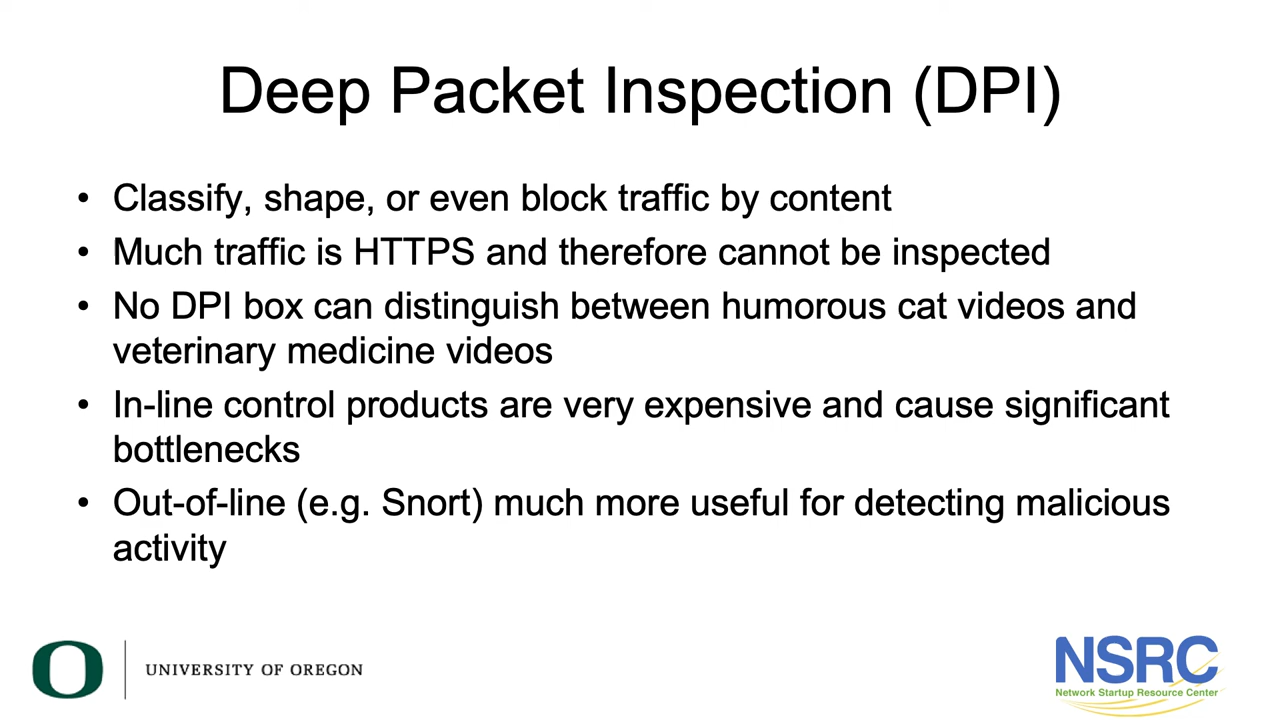 Deep Packet Inspection (DPI)
• Classify, shape, or even block traffic by content
• Much traffic is HTTPS and therefore cannot be inspected
• No DPI box can distinguish between humorous cat videos and
veterinary medicine videos
• In-line control products are very expensive and cause significant
bottlenecks
• Out-of-line (e.g. Snort) much more useful for detecting malicious
activity
O
UNIVERSITY OF OREGON
NSRC
Network Startup Resource Center